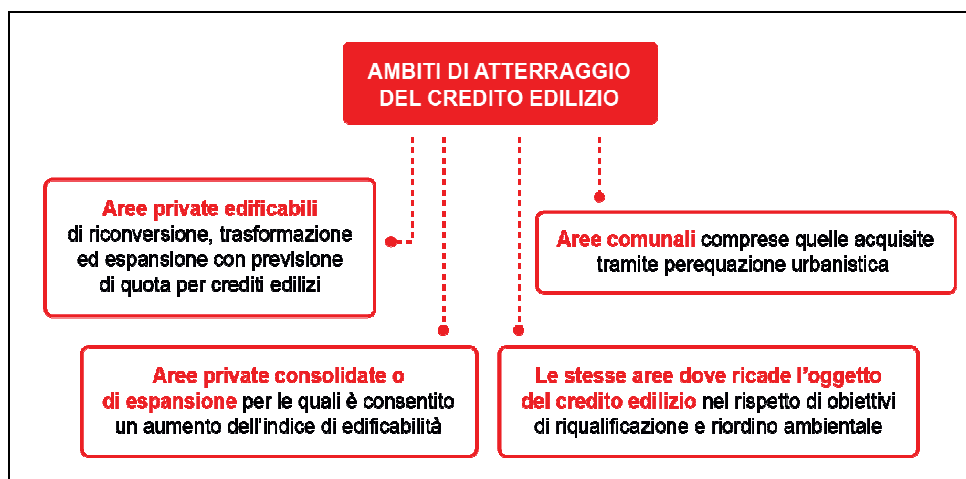 AMBITI DI ATTERRAGGIO
DEL CREDITO EDILIZIO
Aree private edificabili
di riconversione, trasformazione
ed espansione con previsione
di quota per crediti edilizi
Aree comunali comprese quelle acquisite
tramite perequazione urbanistica
Aree private consolidate o
di espansione per le quali è consentito
un aumento dell'indice di edificabilità
Le stesse aree dove ricade l'oggetto
del credito edilizio nel rispetto di obiettivi
di riqualificazione e riordino ambientale